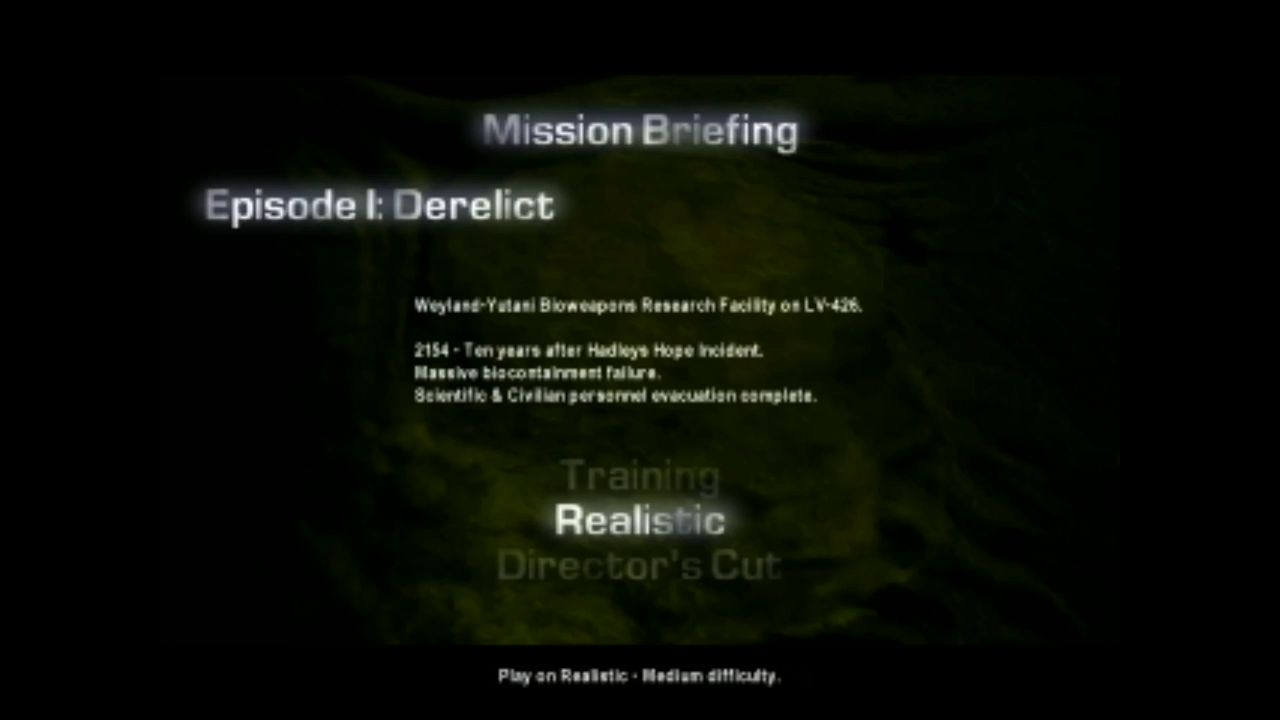 Mission Briefing
Episode I: Derelict
Weyland-Yutani Bioweapons Research Facility on LV-426.
2154 - Ten years after Hadleys Hope Incident.
Massive biocontainment failure.
Scientific & Civilian personnel evacuation complete.
Training
Realistic
Director's Cut
Play on Realistic - Medium difficulty.